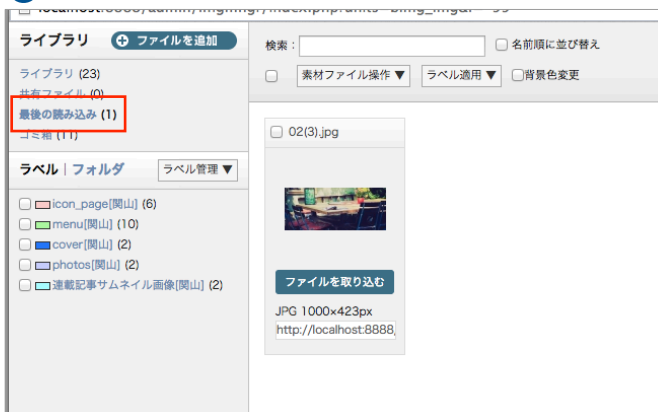 ライブラリ
ファイルを追加
ライブラリ (23)
共有ファイル (0)
最後の読み込み (1)
ゴミ箱 (11)
ラベル | フォルダ
ラベル管理 ▼
icon_page[関山] (6)
menu[関山] (10)
cover[関山] (2)
photos[関山] (2)
連載記事サムネイル画像[関山] (2)
検索：
名前順に並び替え
素材ファイル操作 ▼
ラベル適用 ▼
背景色変更
02(3).jpg
ファイルを取り込む
JPG 1000×423px
http://localhost:8888,